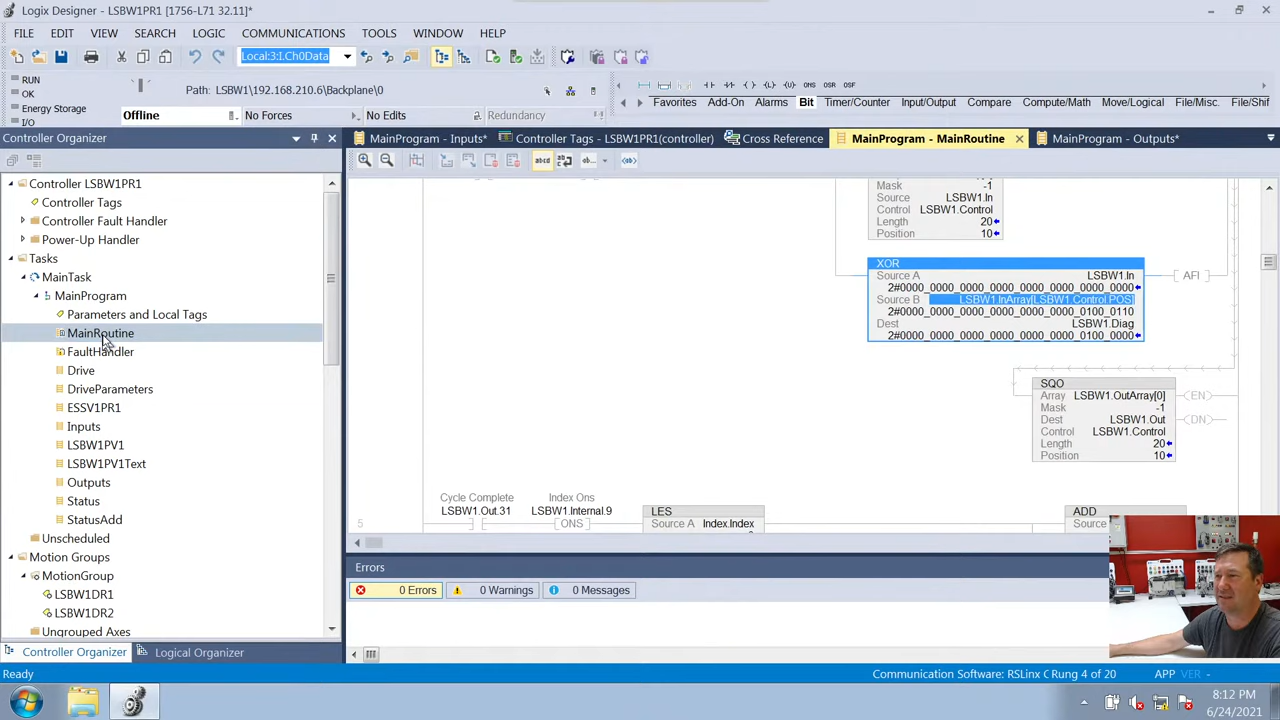 Logix Designer - LSBW1PR1 [1756-L71 32.11]*
FILE EDIT VIEW SEARCH LOGIC COMMUNICATIONS TOOLS WINDOW HELP
Local:3:I.Ch0Data
RUN
OK
Energy Storage
I/O
Path: LSBW1\192.168.210.6\Backplane\0
Offline No Forces No Edits Redundancy
ONS OSR OSF
Favorites Add-On Alarms Bit Timer/Counter Input/Output Compare Compute/Math Move/Logical File/Misc. File/Shif
Controller Organizer
MainProgram - Inputs* Controller Tags - LSBW1PR1(controller) Cross Reference MainProgram - MainRoutine MainProgram - Outputs*
Controller LSBW1PR1
Controller Tags
Controller Fault Handler
Power-Up Handler
Tasks
MainTask
MainProgram
Parameters and Local Tags
MainRoutine
FaultHandler
Drive
DriveParameters
ESSV1PR1
Inputs
LSBW1PV1
LSBW1PV1Text
Outputs
Status
StatusAdd
Unscheduled
Motion Groups
MotionGroup
LSBW1DR1
LSBW1DR2
Ungrouped Axes
Controller Organizer Logical Organizer
Mask -1
Source LSBW1.In
Control LSBW1.Control
Length 20
Position 10
XOR
Source A LSBW1.In
2#0000_0000_0000_0000_0000_0000_0000_0000
Source B LSBW1.InArray[LSBW1.Control.POS]
2#0000_0000_0000_0000_0000_0000_0100_0110
Dest LSBW1.Diag
2#0000_0000_0000_0000_0000_0000_0100_0000
AFI
SQO
Array LSBW1.OutArray[0] EN
Mask -1
Dest LSBW1.Out DN
Control LSBW1.Control
Length 20
Position 10
Cycle Complete Index Ons
LSBW1.Out.31 LSBW1.Internal.9 LES ADD
5 ONS Source A Index.Index Source
Errors
0 Errors 0 Warnings 0 Messages
Ready
Communication Software: RSLinx C Rung 4 of 20 APP VER -
8:12 PM
6/24/2021